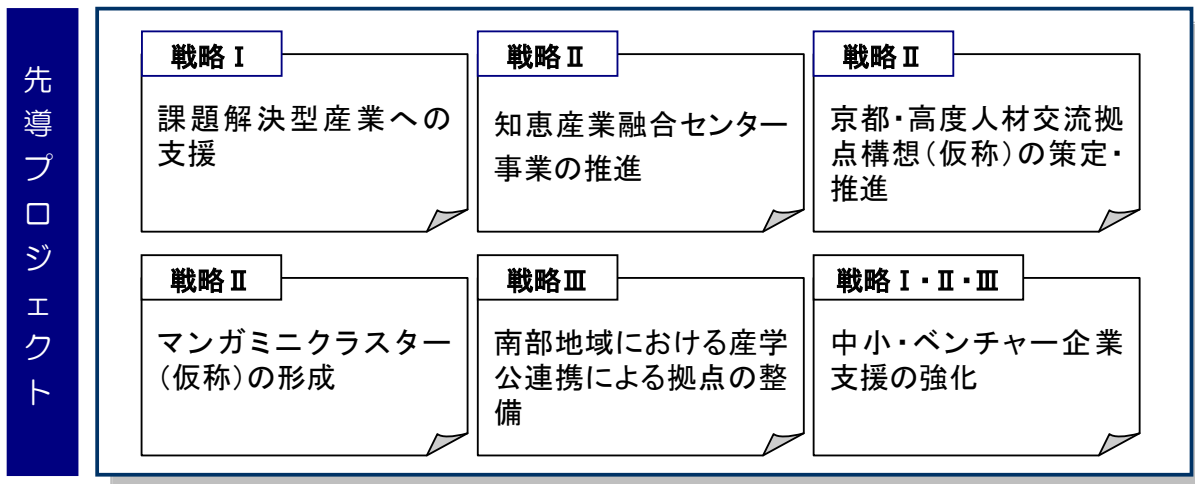 先導プロジェクト
戦略Ⅰ
課題解決型産業への
支援
戦略Ⅱ
知恵産業融合センター
事業の推進
戦略Ⅱ
京都・高度人材交流拠
点構想（仮称）の策定・
推進
戦略Ⅱ
マンガミニクラスター
（仮称）の形成
戦略Ⅲ
南部地域における産学
公連携による拠点の整
備
戦略Ⅰ・Ⅱ・Ⅲ
中小・ベンチャー企業
支援の強化